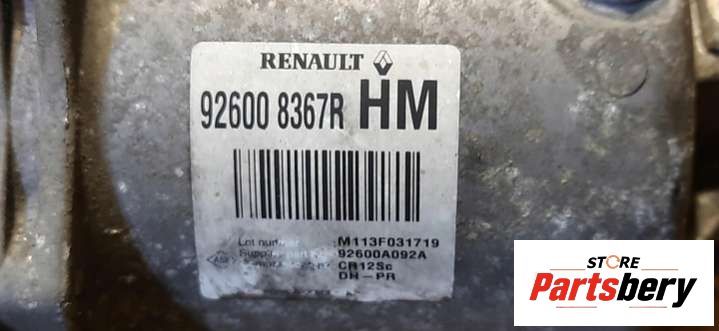 RENAULT
92600 8367R HM
Lot number M113F031719
92600A092A
CR12Sc
DH-PR
STORE
Partsbery